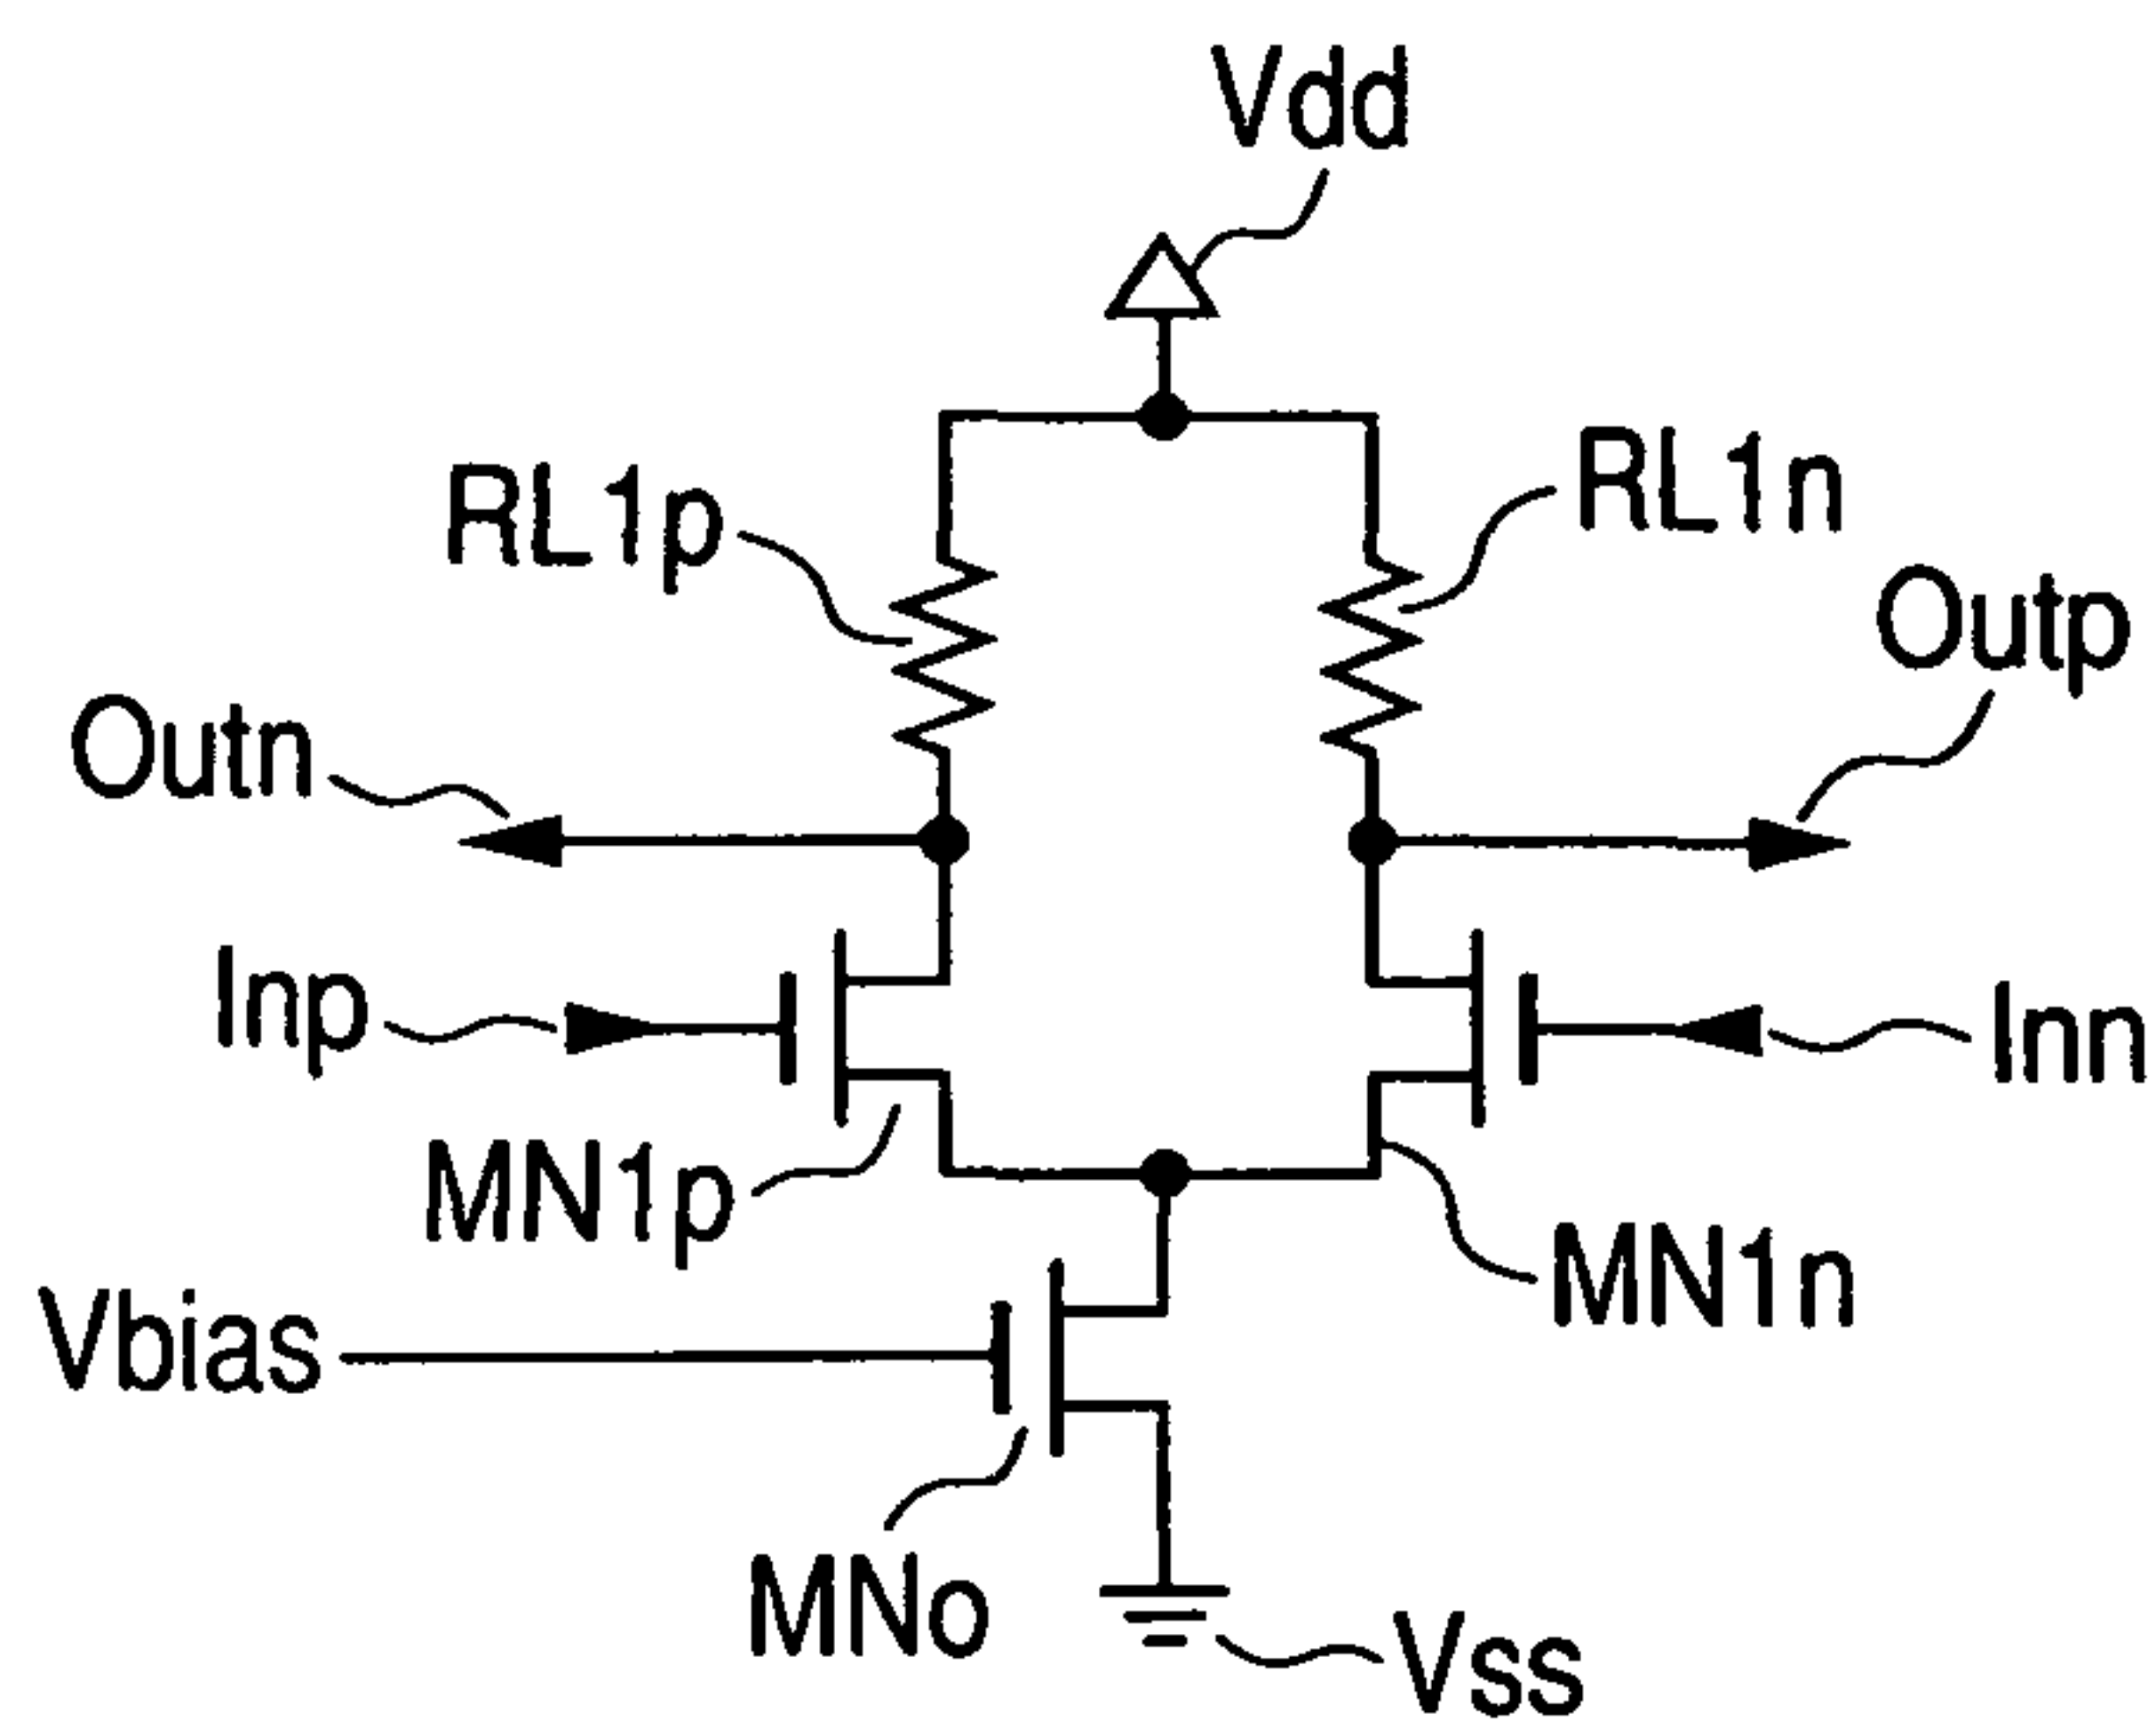 Vdd
RL1p
RL1n
Outp
Outn
Inp
Inn
MN1p
MN1n
Vbias
MNo
Vss